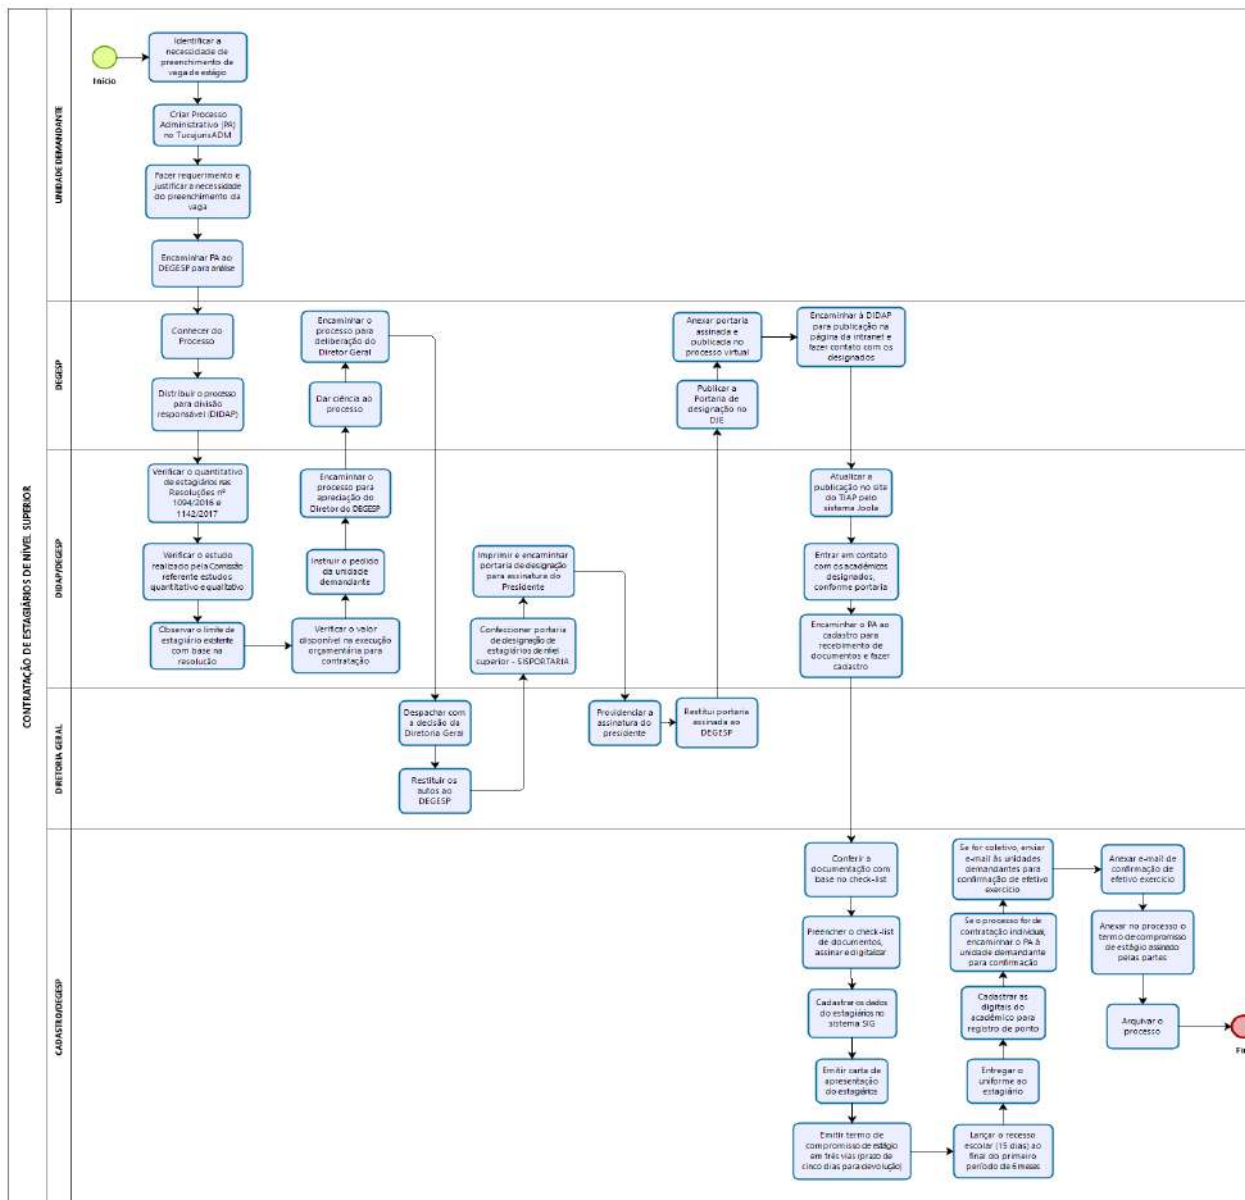 CONTRATAÇÃO DE ESTAGIÁRIOS DE NÍVEL SUPERIOR
UNIDADE DEMANDANTE
Início
Identificar a
necessidade de
preenchimento de
vaga de estágio
Criar Processo
Administrativo (PA)
no TucujurisADM
Fazer requerimento e
justificar a necessidade
do preenchimento da
vaga
Encaminhar PA ao
DEGESP para análise
DEGESP
Conhecer do
Processo
Distribuir o processo
para divisão
responsável (DIDAP)
Encaminhar o
processo para
deliberação do
Diretor Geral
Dar ciência ao
processo
Anexar portaria
assinada e
publicada no
processo virtual
Publicar a
Portaria de
designação no
DJE
Encaminhar à DIDAP
para publicação na
página da intranet e
fazer contato com os
designados
DIDAP/DEGESP
Verificar o quantitativo
de estagiários nas
Resoluções nº
1094/2016 e
1142/2017
Verificar o estudo
realizado pela Comissão
referente estudos
quantitativo e qualitativo
Observar o limite de
estagiário existente
com base na
resolução
Encaminhar o
processo para
apreciação do
Diretor do DEGESP
Instruir o pedido
da unidade
demandante
Verificar o valor
disponível na execução
orçamentária para
contratação
Imprimir e encaminhar
portaria de designação
para assinatura do
Presidente
Confeccionar portaria
de designação de
estagiários de nível
superior - SISPORTARIA
Atualizar a
publicação no site
do TJAP pelo
sistema Joola
Entrar em contato
com os acadêmicos
designados,
conforme portaria
Encaminhar o PA ao
cadastro para
recebimento de
documentos e fazer
cadastro
DIRETORIA GERAL
Despachar com
a decisão da
Diretoria Geral
Restituir os
autos ao
DEGESP
Providenciar a
assinatura do
presidente
Restitui portaria
assinada ao
DEGESP
CADASTRO/DEGESP
Conferir a
documentação com
base no check-list
Preencher o check-list
de documentos,
assinar e digitalizar
Cadastrar os dados
do estagiários no
sistema SIG
Emitir carta de
apresentação
do estagiários
Emitir termo de
compromisso de estágio
em três vias (prazo de
cinco dias para devolução)
Se for coletivo, enviar
e-mail às unidades
demandantes para
confirmação de efetivo
exercício
Se o processo for de
contratação individual,
encaminhar o PA à
unidade demandante
para confirmação
Cadastrar as
digitais do
acadêmico para
registro de ponto
Entregar o
uniforme ao
estagiário
Lançar o recesso
escolar (15 dias) ao
final do primeiro
período de 6 meses
Anexar e-mail de
confirmação de
efetivo exercício
Anexar no processo o
termo de compromisso
de estágio assinado
pelas partes
Arquivar o
processo